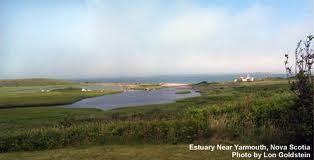 Estuary Near Yarmouth, Nova Scotia
Photo by Lon Goldstein